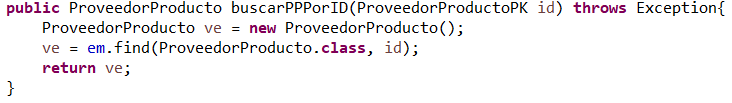 public ProveedorProducto buscarPPPorID(ProveedorProductoPK id) throws Exception{
    ProveedorProducto ve = new ProveedorProducto();
    ve = em.find(ProveedorProducto.class, id);
    return ve;
}